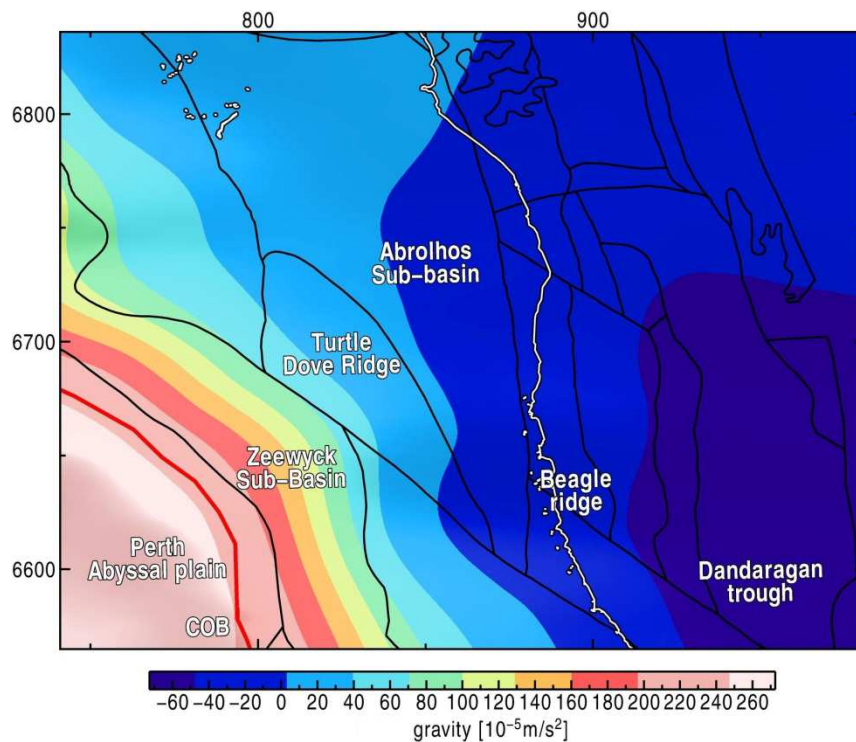 800 900
6800
6700
6600
Abrolhos
Sub-basin
Turtle
Dove Ridge
Zeewyck
Sub-Basin
Beagle
ridge
Perth
Abyssal plain
Dandaragan
trough
COB
-60 -40 -20 0 20 40 60 80 100 120 140 160 180 200 220 240 260
gravity [10⁻⁵m/s²]